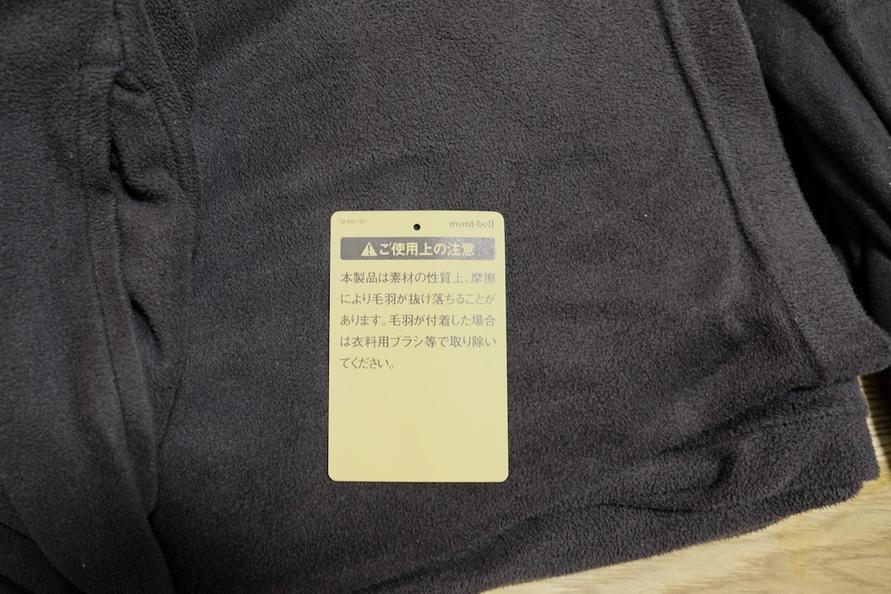 mont-bell
ご使用上の注意
本製品は素材の性質上、摩擦
により毛羽が抜け落ちることが
あります。毛羽が付着した場合
は衣料用ブラシ等で取り除い
てください。